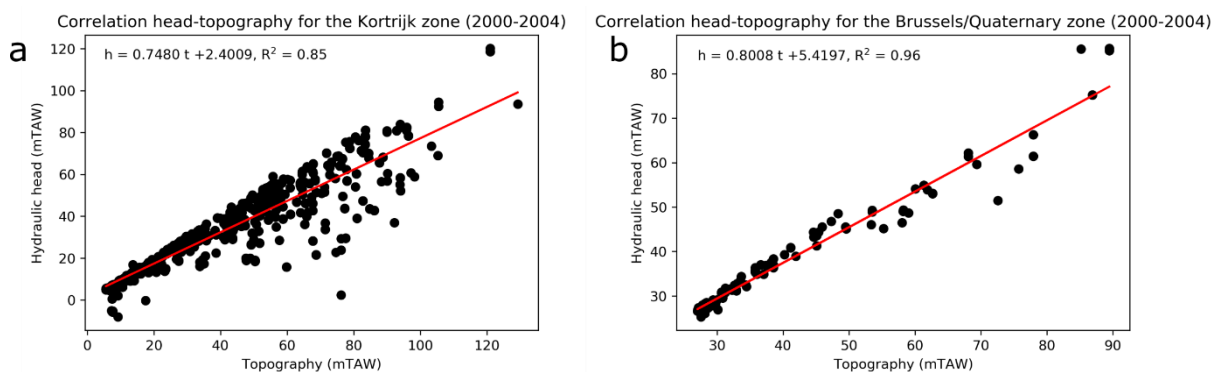 Correlation head-topography for the Kortrijk zone (2000-2004)
a
h = 0.7480 t +2.4009, R² = 0.85
120
100
80
60
40
20
0
Hydraulic head (mTAW)
0 20 40 60 80 100 120
Topography (mTAW)
Correlation head-topography for the Brussels/Quaternary zone (2000-2004)
b
h = 0.8008 t +5.4197, R² = 0.96
80
70
60
50
40
30
Hydraulic head (mTAW)
30 40 50 60 70 80 90
Topography (mTAW)